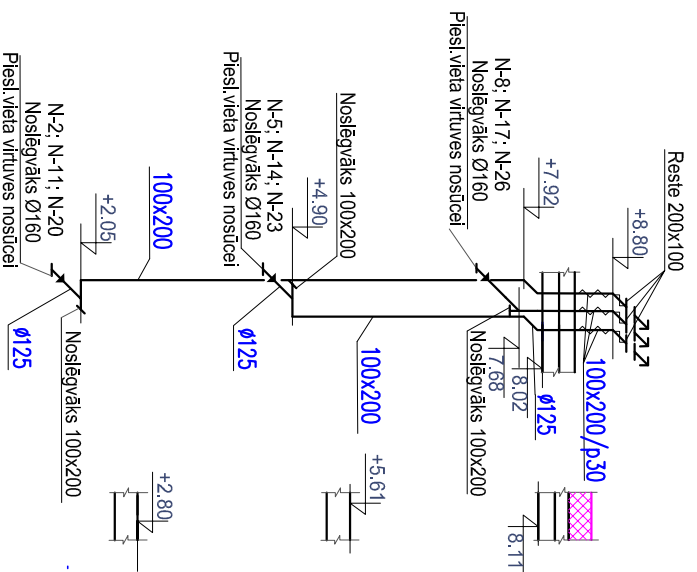 Reste 200x100
+8.80
N-8; N-17; N-26
Noslēgvāks Ø160
Piesl.vieta virtuves nosūcei
+7.92
100x200/p30
ø125
8.02
7.68
Noslēgvāks 100x200
8.11
Noslēgvāks 100x200
+4.90
N-5; N-14; N-23
Noslēgvāks Ø160
Piesl.vieta virtuves nosūcei
ø125
100x200
+5.61
100x200
+2.05
N-2; N-11; N-20
Noslēgvāks Ø160
Piesl.vieta virtuves nosūcei
ø125
Noslēgvāks 100x200
+2.80